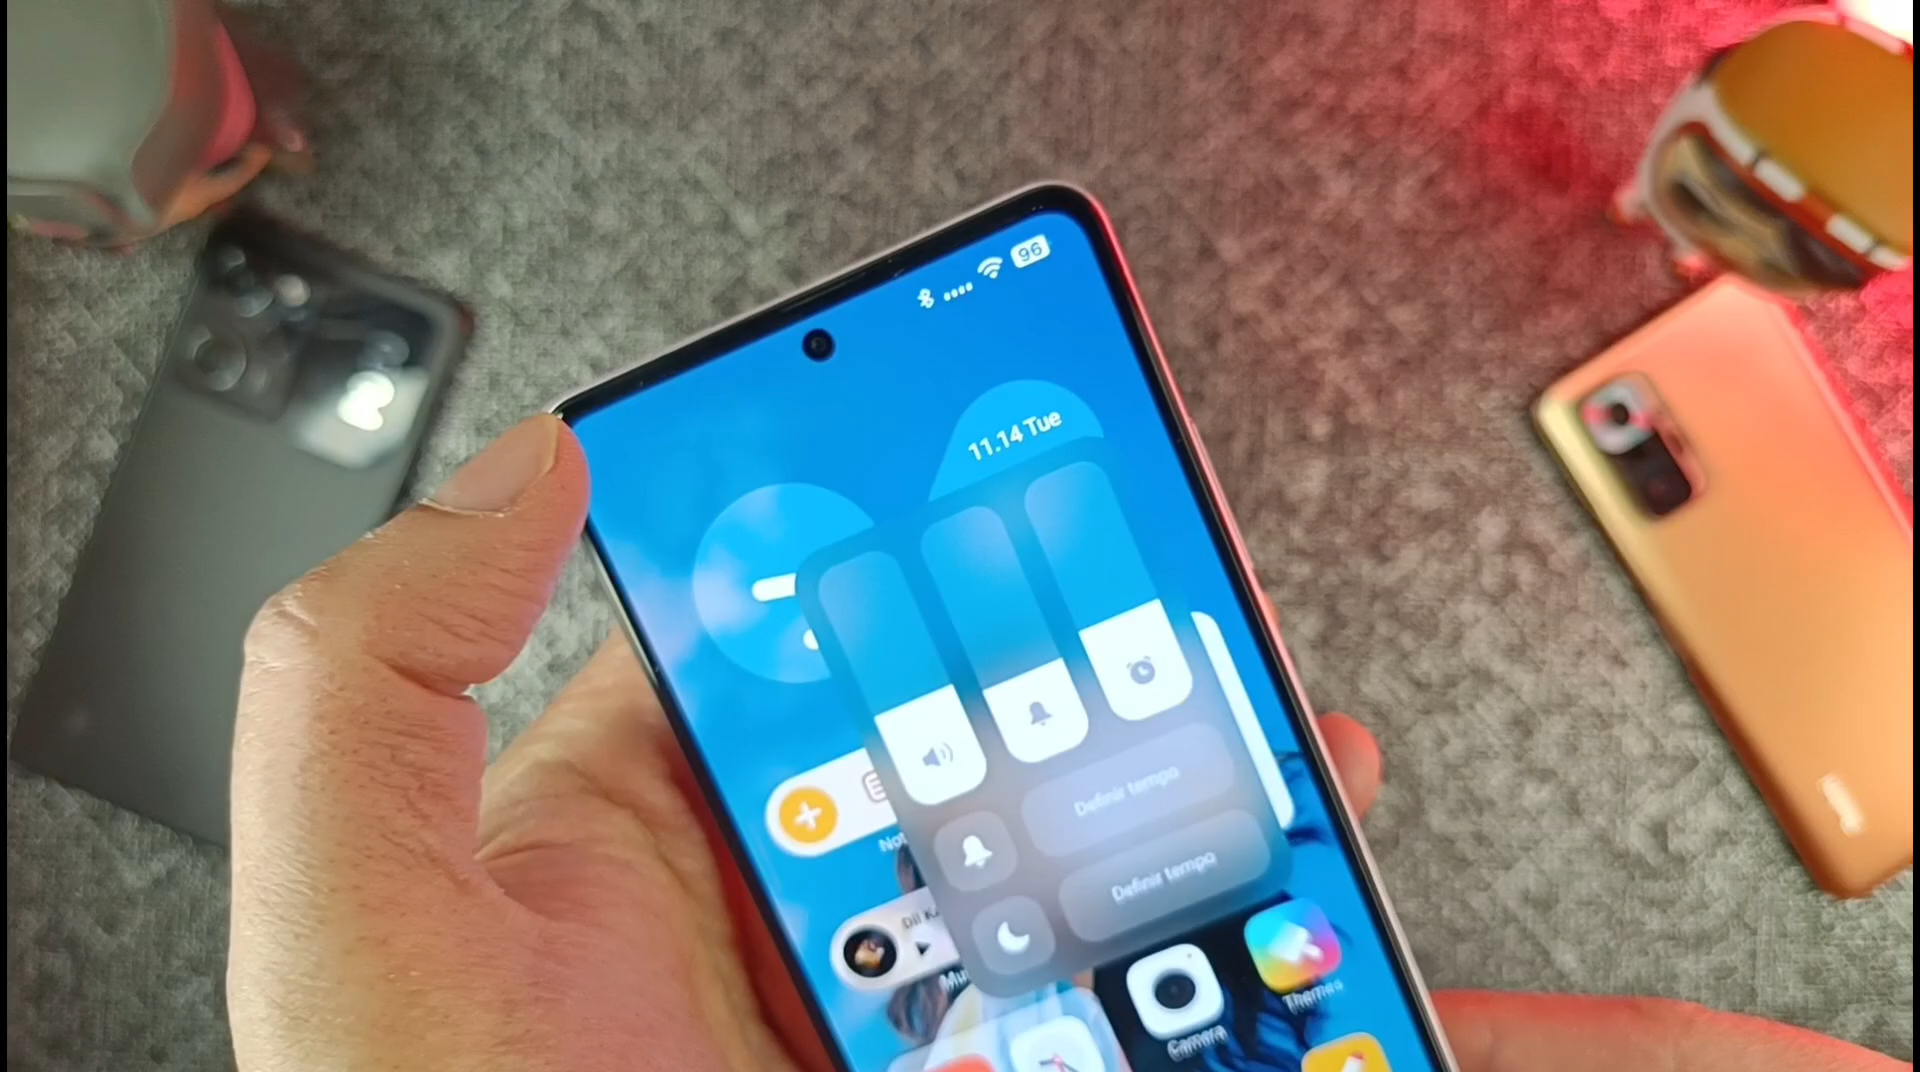 96
11.14 Tue
Definir tempo
Definir tempo
Camera
Themes